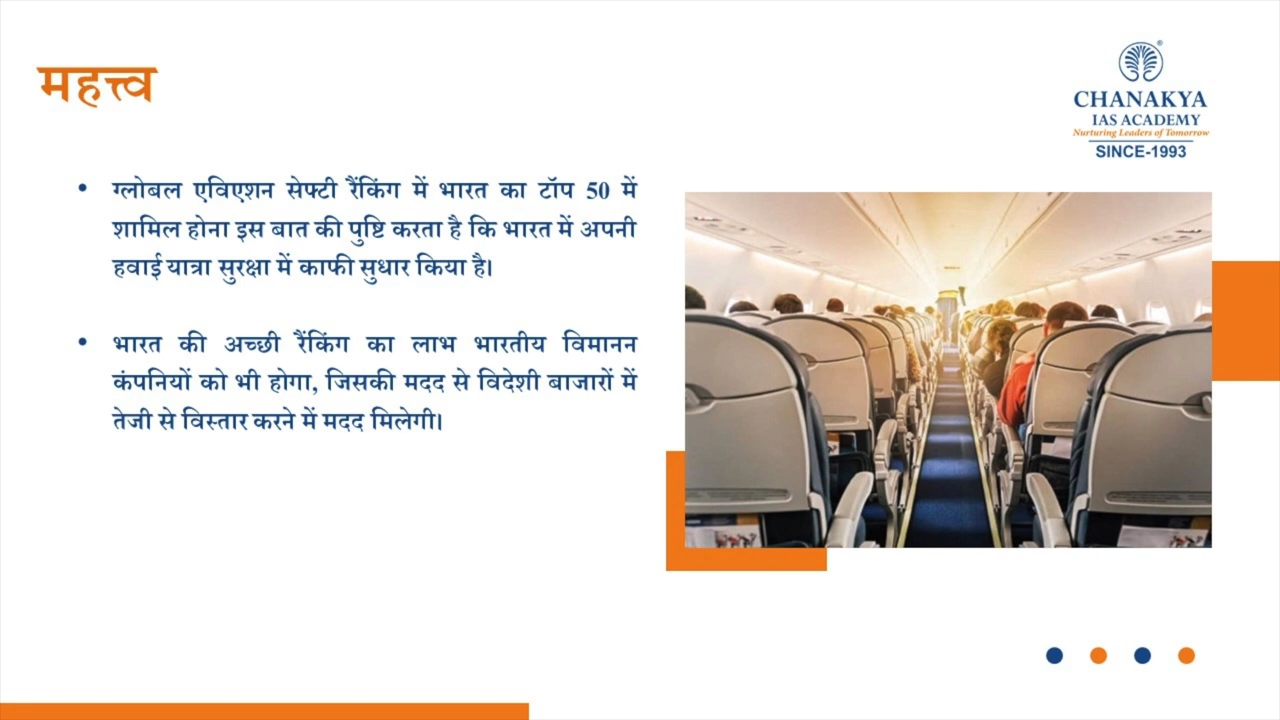 महत्त्व
®
CHANAKYA
IAS ACADEMY
Nurturing Leaders of Tomorrow
SINCE-1993
• ग्लोबल एविएशन सेफ्टी रैंकिंग में भारत का टॉप 50 में
शामिल होना इस बात की पुष्टि करता है कि भारत में अपनी
हवाई यात्रा सुरक्षा में काफी सुधार किया है।
• भारत की अच्छी रैंकिंग का लाभ भारतीय विमानन
कंपनियों को भी होगा, जिसकी मदद से विदेशी बाजारों में
तेजी से विस्तार करने में मदद मिलेगी।